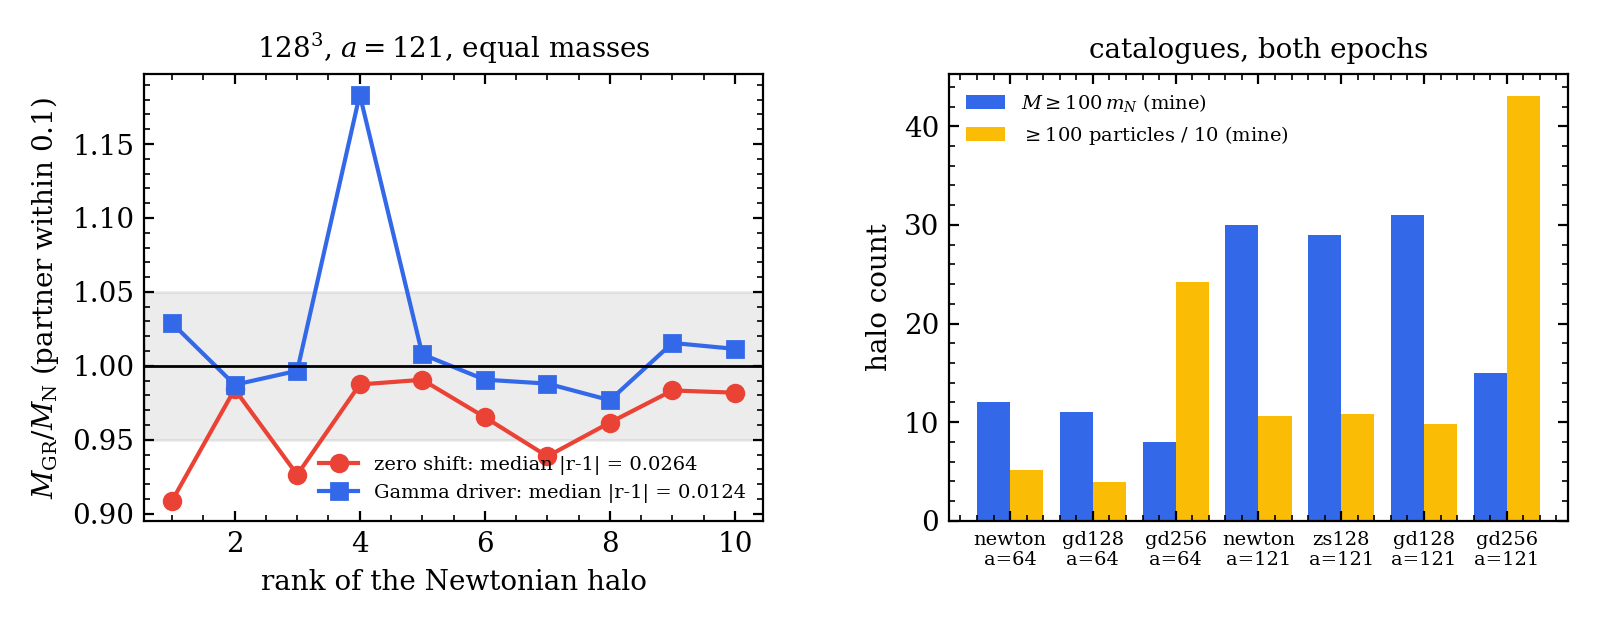 128³, a = 121, equal masses
M_GR/M_N (partner within 0.1)
1.15
1.10
1.05
1.00
0.95
0.90
zero shift: median |r-1| = 0.0264
Gamma driver: median |r-1| = 0.0124
2 4 6 8 10
rank of the Newtonian halo
catalogues, both epochs
halo count
40
30
20
10
0
M ≥ 100 m_N (mine)
≥ 100 particles / 10 (mine)
newton gd128 gd256 newton zs128 gd128 gd256
a=64 a=64 a=64 a=121 a=121 a=121 a=121